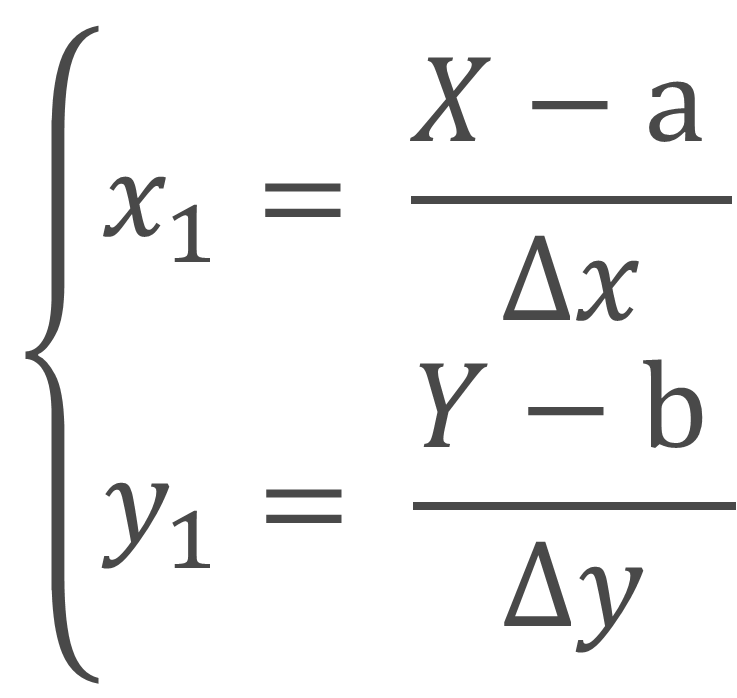 x₁ = (X − a) / Δx
y₁ = (Y − b) / Δy